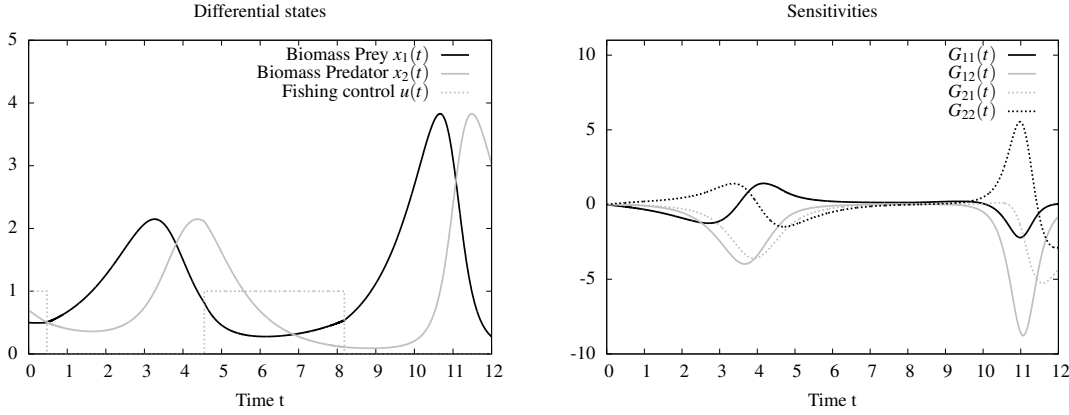 Differential states
5
4
3
2
1
0
Biomass Prey x₁(t)
Biomass Predator x₂(t)
Fishing control u(t)
0 1 2 3 4 5 6 7 8 9 10 11 12
Time t
Sensitivities
10
5
0
-5
-10
G₁₁(t)
G₁₂(t)
G₂₁(t)
G₂₂(t)
0 1 2 3 4 5 6 7 8 9 10 11 12
Time t